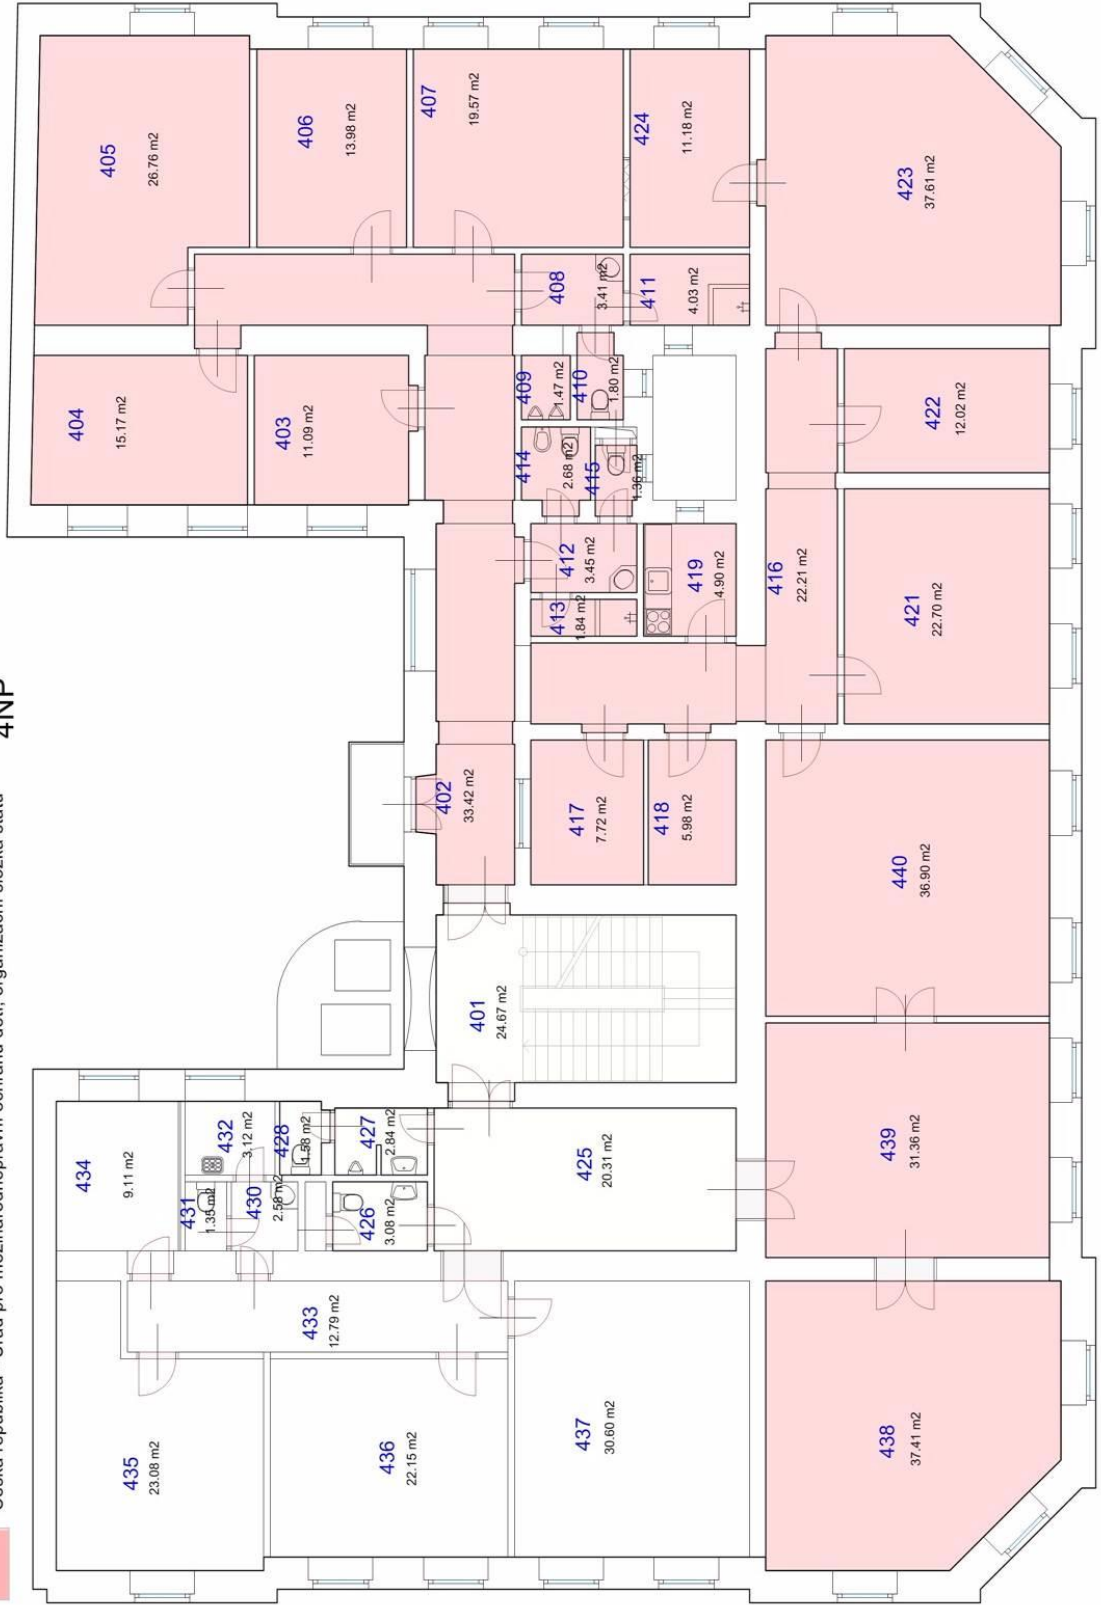 Česká republika - Úřad pro mezinárodněprávní ochranu dětí, organizační složka státu
4NP
405
26.76 m2
406
13.98 m2
407
19.57 m2
424
11.18 m2
423
37.61 m2
408
3.41 m2
411
4.03 m2
404
15.17 m2
403
11.09 m2
409
1.47 m2
410
1.80 m2
422
12.02 m2
414
2.68 m2
415
1.36 m2
412
3.45 m2
413
1.84 m2
419
4.90 m2
416
22.21 m2
421
22.70 m2
402
33.42 m2
417
7.72 m2
418
5.98 m2
440
36.90 m2
401
24.67 m2
434
9.11 m2
432
3.12 m2
428
1.58 m2
427
2.84 m2
431
1.35 m2
430
2.58 m2
426
3.08 m2
425
20.31 m2
439
31.36 m2
433
12.79 m2
435
23.08 m2
436
22.15 m2
437
30.60 m2
438
37.41 m2